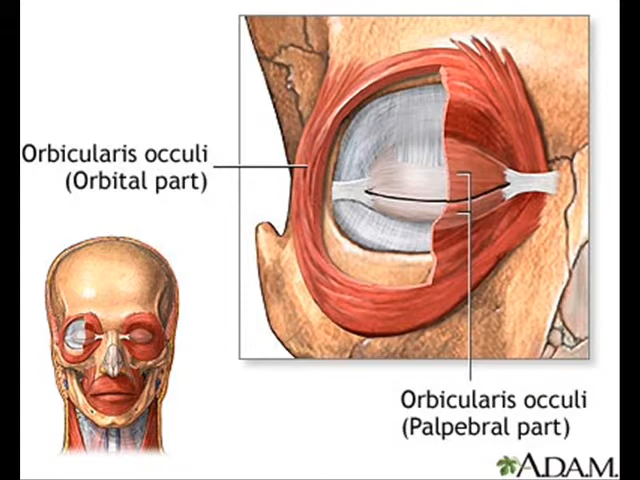 Orbicularis occuli
(Orbital part)
Orbicularis occuli
(Palpebral part)
A.D.A.M.